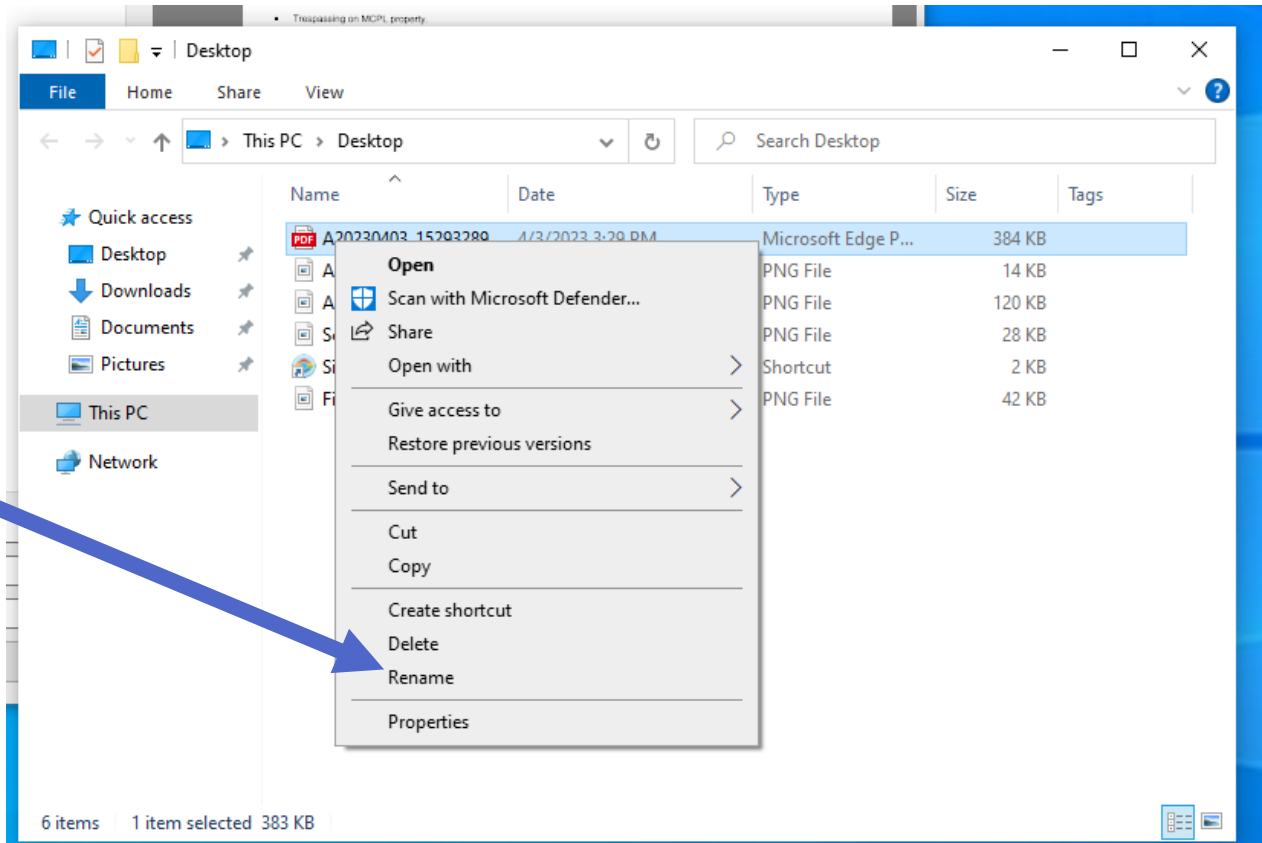 Trespassing on MCPL property.
Desktop
File Home Share View
This PC > Desktop
Search Desktop
Name Date Type Size Tags
Quick access
Desktop
Downloads
Documents
Pictures
This PC
Network
PDF A20230403_15293289 4/3/2023 3:29 PM Microsoft Edge P... 384 KB
A PNG File 14 KB
A PNG File 120 KB
PNG File 28 KB
Si Shortcut 2 KB
Fi PNG File 42 KB
Open
Scan with Microsoft Defender...
Share
Open with
Give access to
Restore previous versions
Send to
Cut
Copy
Create shortcut
Delete
Rename
Properties
6 items 1 item selected 383 KB